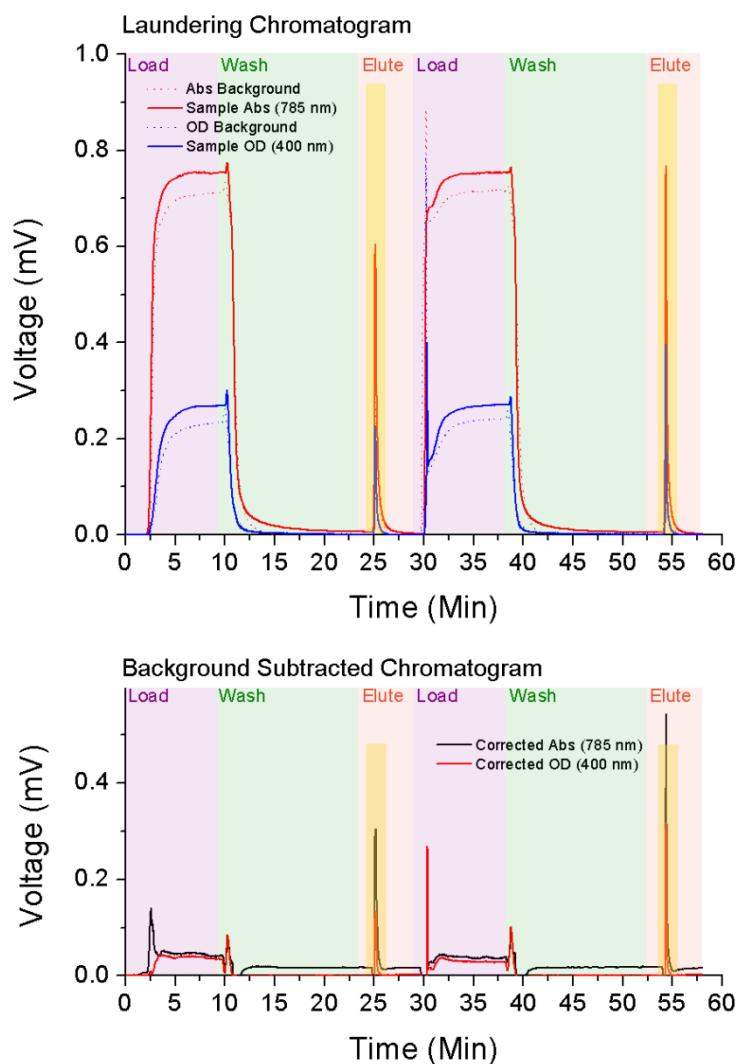 Laundering Chromatogram
1.0
Load Wash Elute Load Wash Elute
Abs Background
Sample Abs (785 nm)
OD Background
Sample OD (400 nm)
0.8
0.6
0.4
0.2
0.0
Voltage (mV)
0 5 10 15 20 25 30 35 40 45 50 55 60
Time (Min)
Background Subtracted Chromatogram
Load Wash Elute Load Wash Elute
Corrected Abs (785 nm)
Corrected OD (400 nm)
0.4
0.2
0.0
Voltage (mV)
0 5 10 15 20 25 30 35 40 45 50 55 60
Time (Min)